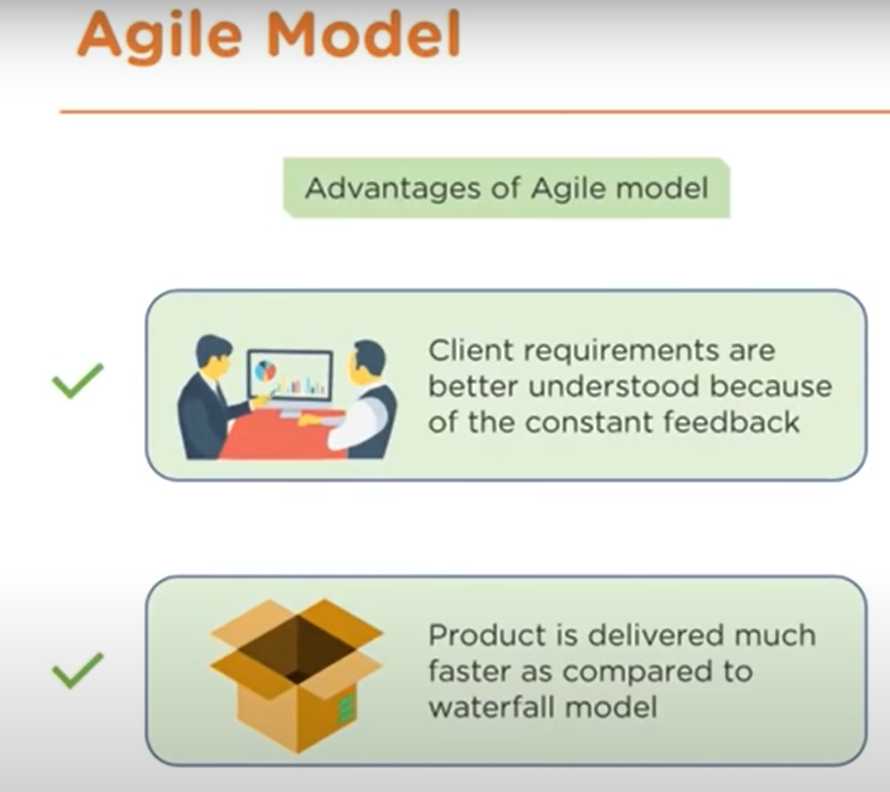 Agile Model
Advantages of Agile model
Client requirements are
better understood because
of the constant feedback
Product is delivered much
faster as compared to
waterfall model